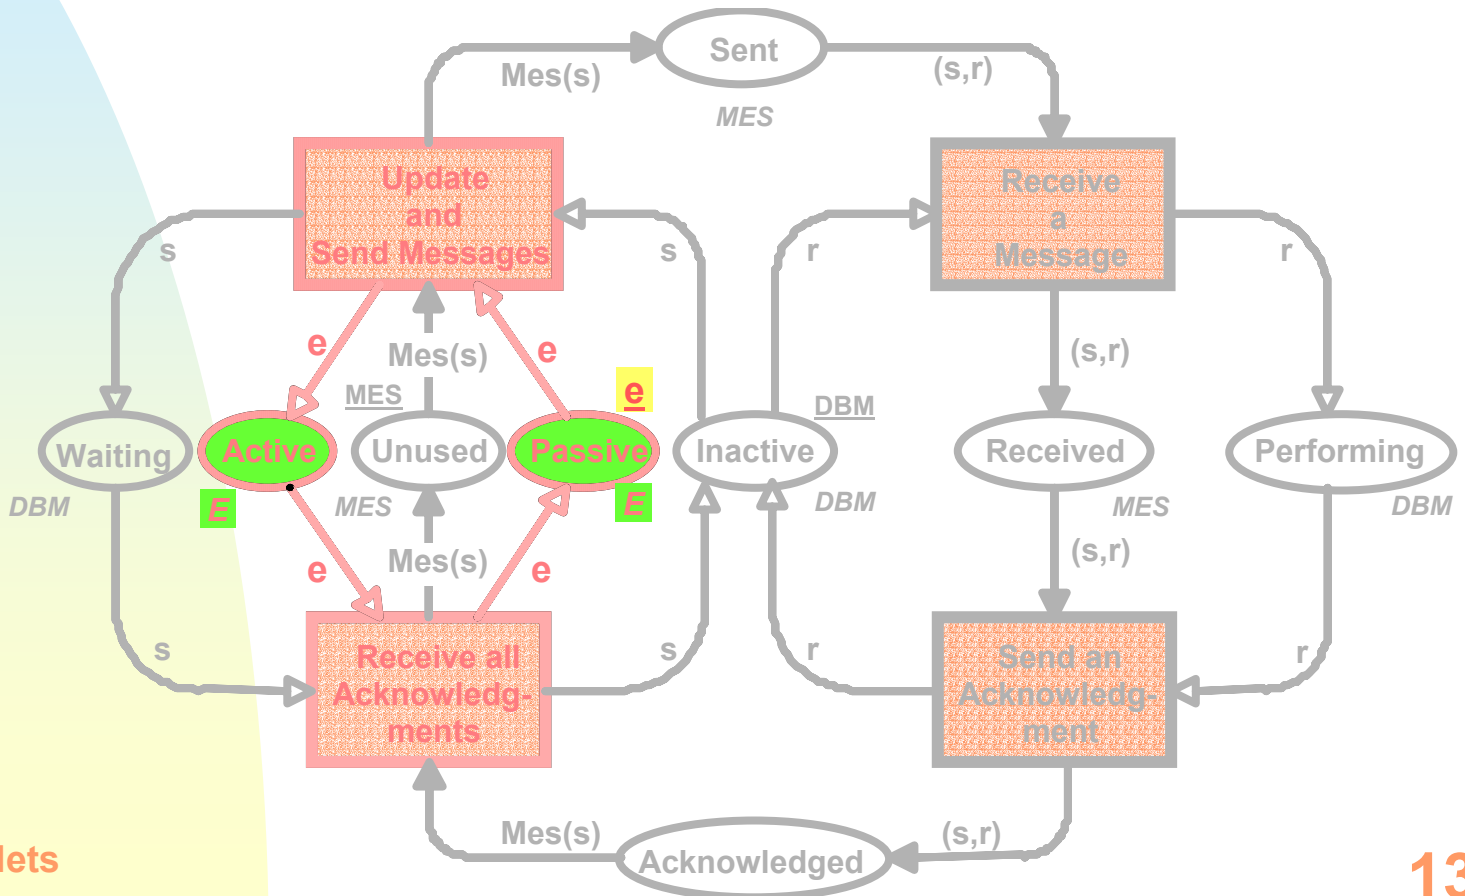 Sent
Mes(s)
(s,r)
MES
Update
and
Send Messages
Receive
a
Message
s
s
r
r
e
Mes(s)
e
(s,r)
MES
e
DBM
Waiting
Active
Unused
Passive
Inactive
Received
Performing
DBM
E
MES
E
DBM
MES
DBM
e
Mes(s)
e
(s,r)
s
Receive all
Acknowledg-
ments
s
r
Send an
Acknowledg-
ment
r
Mes(s)
(s,r)
Acknowledged
13